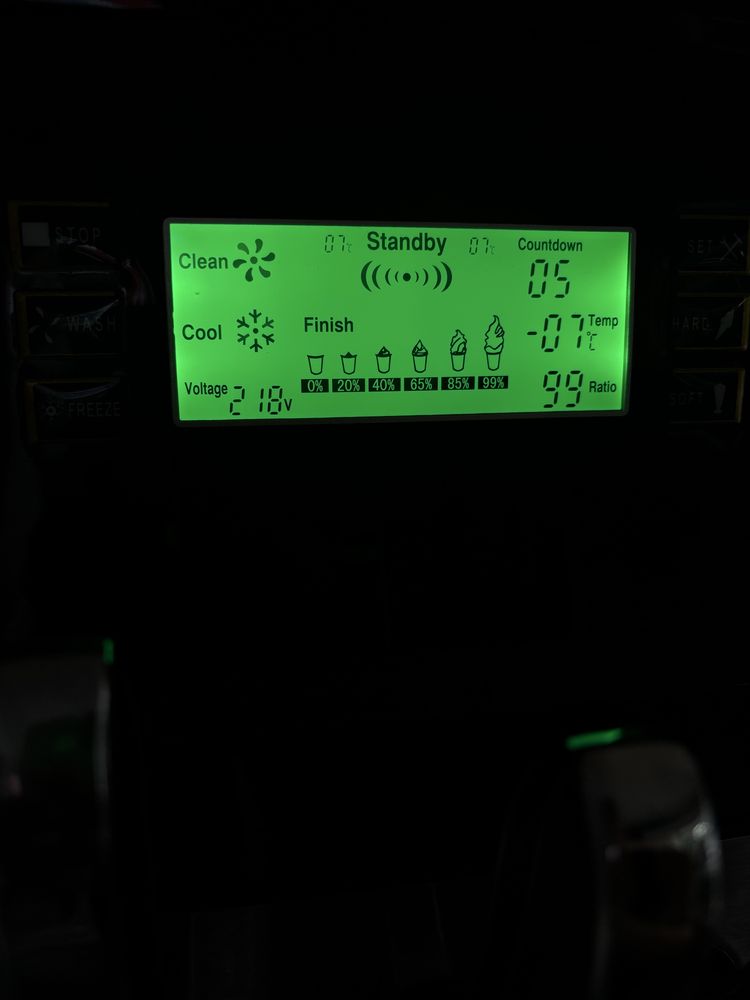 STOP
WASH
FREEZE
07℃ Standby 07℃ Countdown
Clean
05
Cool
Finish
-07 Temp ℃
Voltage 218V
0% 20% 40% 65% 85% 99%
99 Ratio
SET
HARD
SOFT